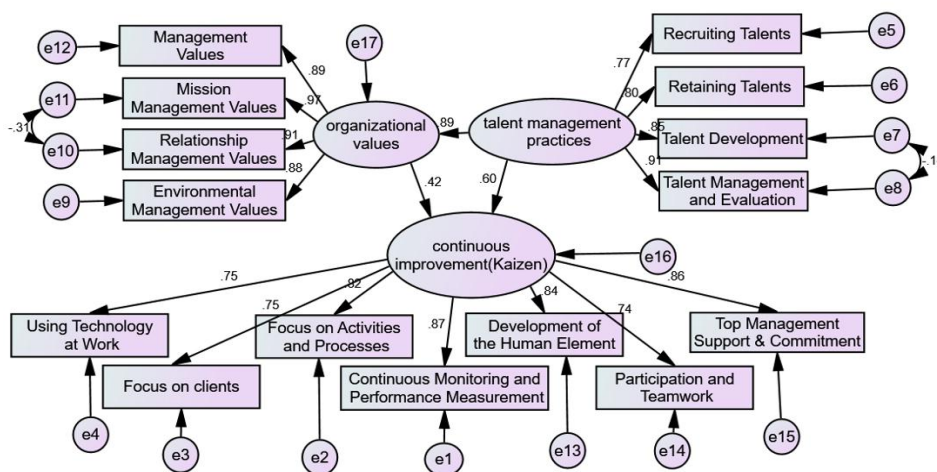 e12
Management
Values
e17
Recruiting Talents
e5
.89
.77
e11
Mission
Management Values
.97
.80
Retaining Talents
e6
-.31
organizational
values
.89
talent management
practices
e10
Relationship
Management Values
.91
.85
Talent Development
e7
.88
.91
-.1
e9
Environmental
Management Values
.42
.60
Talent Management
and Evaluation
e8
continuous
improvement(Kaizen)
e16
.75
.75
.82
.87
.84
.74
.86
Using Technology
at Work
Focus on Activities
and Processes
Development of
the Human Element
Top Management
Support & Commitment
Focus on clients
Continuous Monitoring and
Performance Measurement
Participation and
Teamwork
e4
e3
e2
e1
e13
e14
e15